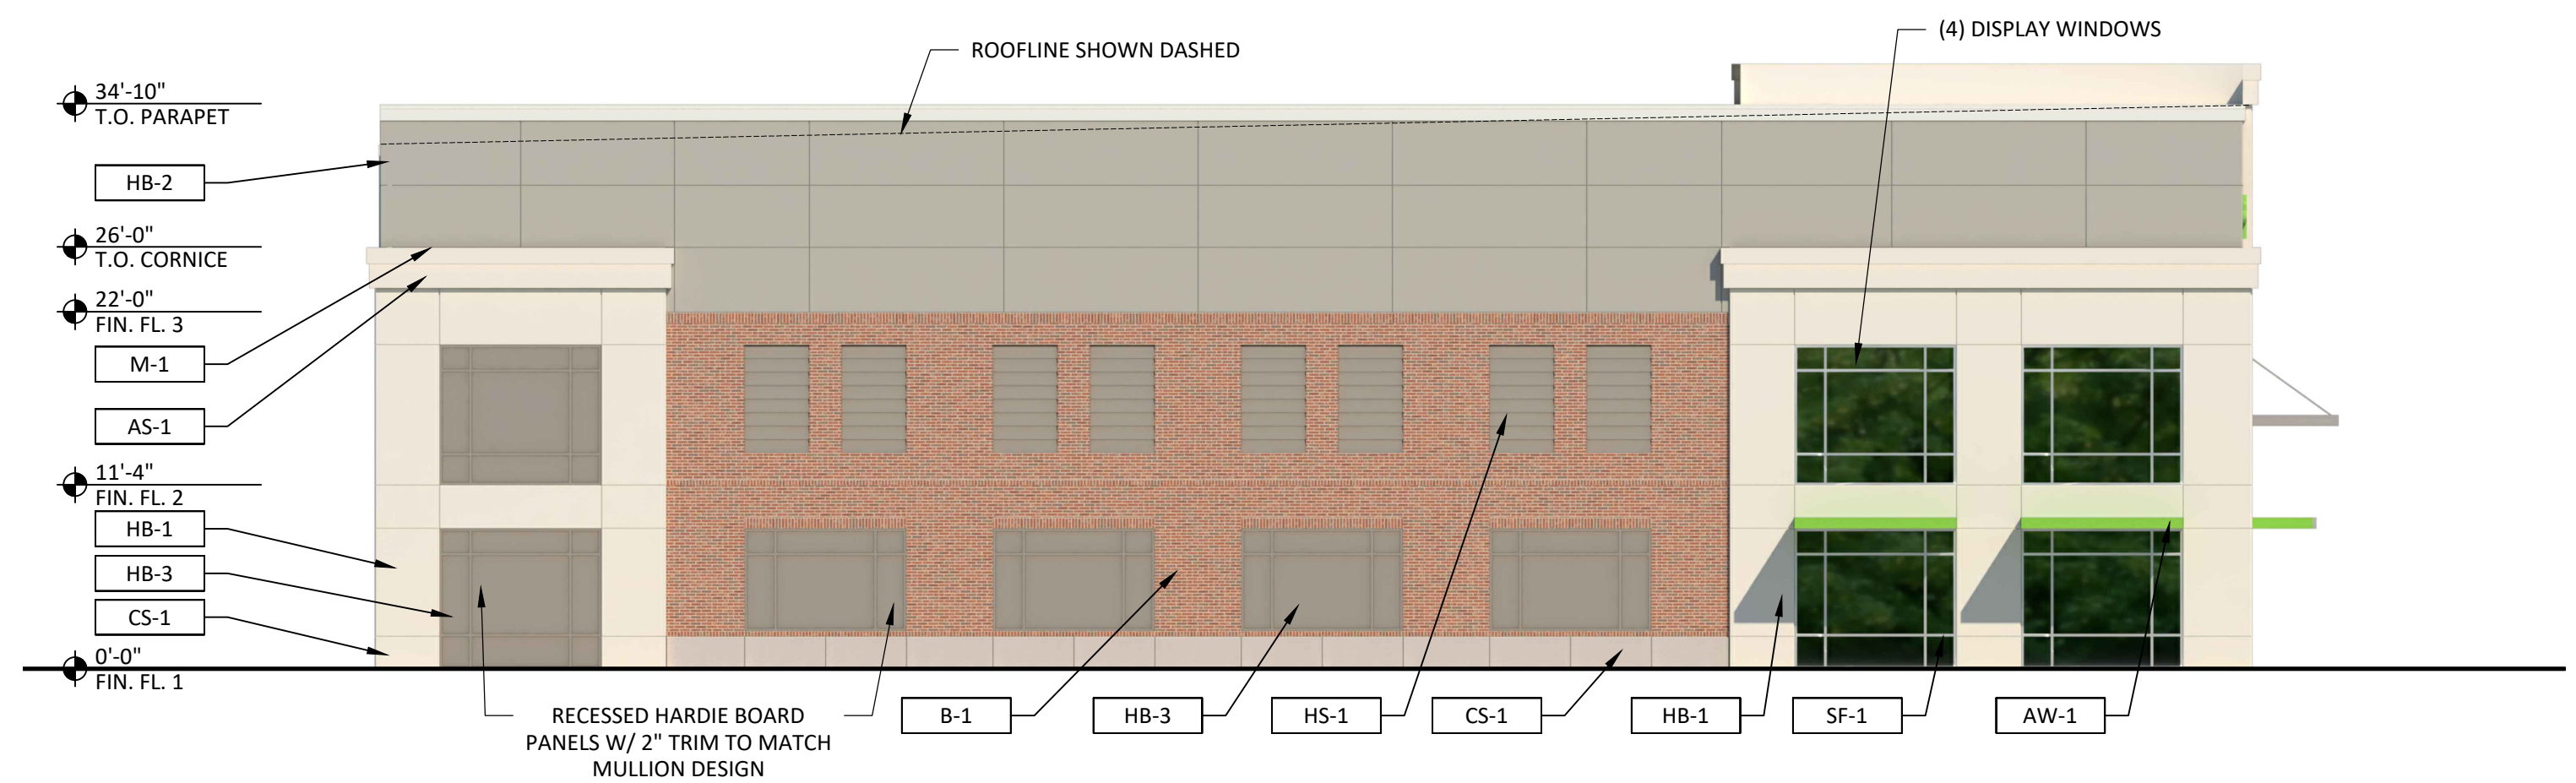 (4) DISPLAY WINDOWS
ROOFLINE SHOWN DASHED
34'-10"
T.O. PARAPET
HB-2
26'-0"
T.O. CORNICE
22'-0"
FIN. FL. 3
M-1
AS-1
11'-4"
FIN. FL. 2
HB-1
HB-3
CS-1
0'-0"
FIN. FL. 1
RECESSED HARDIE BOARD
PANELS W/ 2" TRIM TO MATCH
MULLION DESIGN
B-1
HB-3
HS-1
CS-1
HB-1
SF-1
AW-1